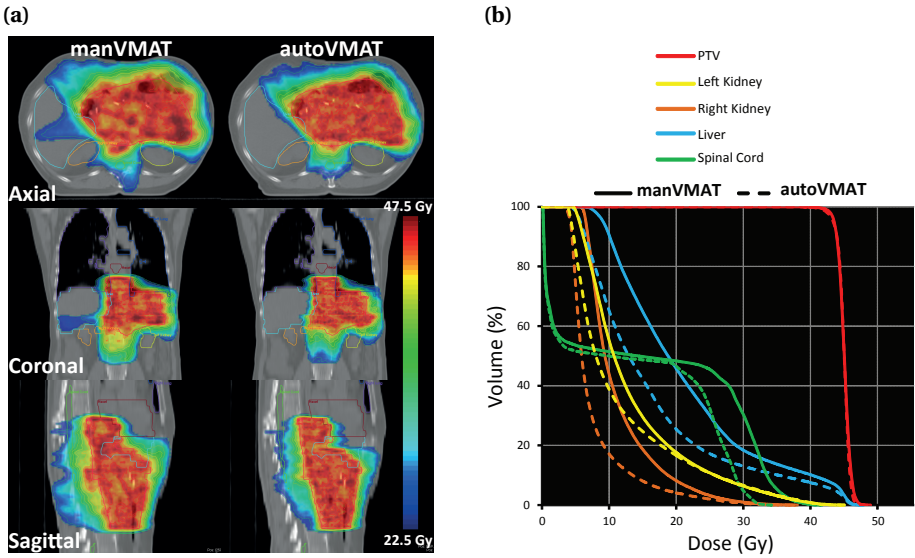 (a)
manVMAT autoVMAT
Axial
47.5 Gy
Coronal
Sagittal
22.5 Gy
(b)
PTV
Left Kidney
Right Kidney
Liver
Spinal Cord
manVMAT autoVMAT
100
80
60
40
20
0
Volume (%)
0 10 20 30 40 50
Dose (Gy)